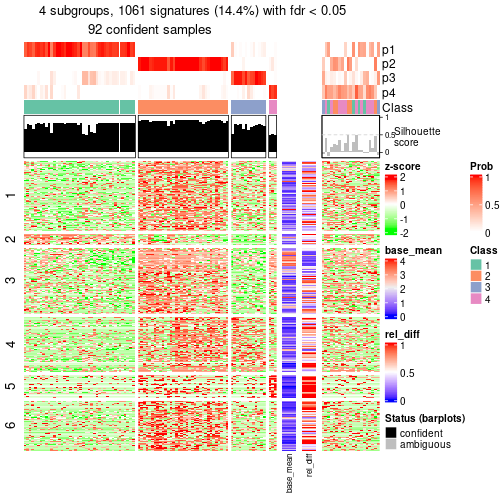 4 subgroups, 1061 signatures (14.4%) with fdr < 0.05
92 confident samples
p1
p2
p3
p4
Class
1
0.5
0
Silhouette
score
1
2
3
4
5
6
base_mean
rel_diff
z-score
2
1
0
-1
-2
base_mean
4
3
2
1
0
rel_diff
1
0.5
0
Status (barplots)
confident
ambiguous
Prob
1
0.5
0
Class
1
2
3
4